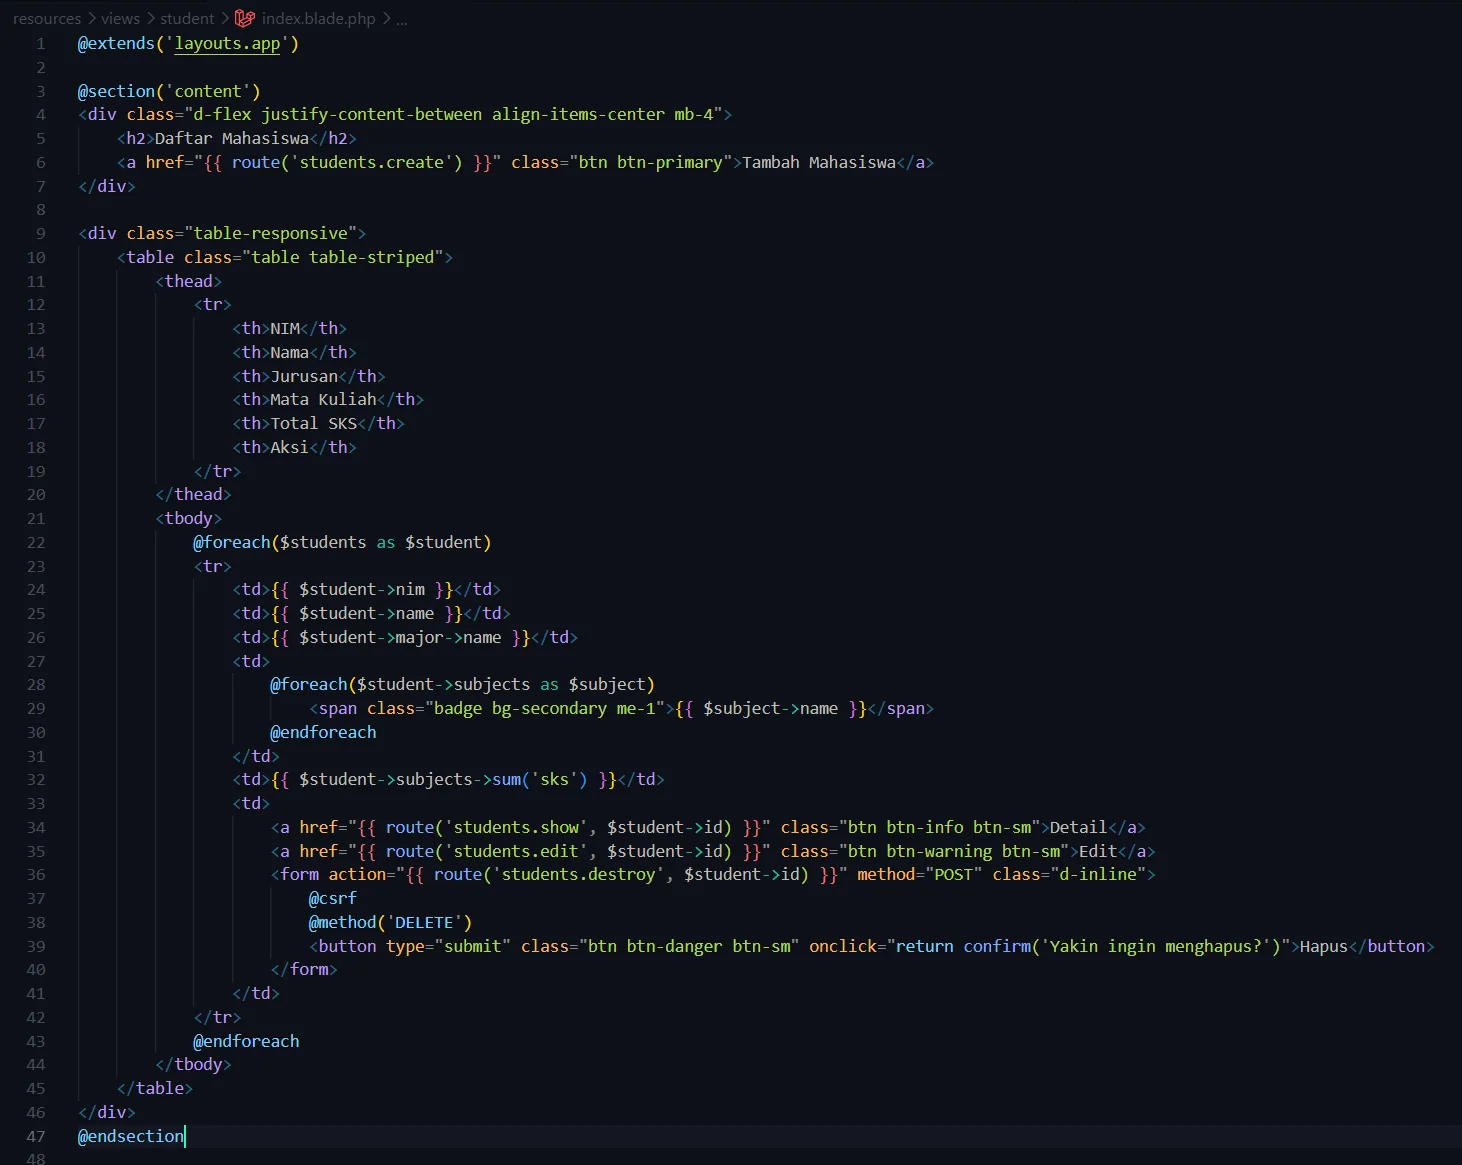 resources > views > student > index.blade.php > ...
1 @extends('layouts.app')
2
3 @section('content')
4 <div class="d-flex justify-content-between align-items-center mb-4">
5     <h2>Daftar Mahasiswa</h2>
6     <a href="{{ route('students.create') }}" class="btn btn-primary">Tambah Mahasiswa</a>
7 </div>
8
9 <div class="table-responsive">
10     <table class="table table-striped">
11         <thead>
12             <tr>
13                 <th>NIM</th>
14                 <th>Nama</th>
15                 <th>Jurusan</th>
16                 <th>Mata Kuliah</th>
17                 <th>Total SKS</th>
18                 <th>Aksi</th>
19             </tr>
20         </thead>
21         <tbody>
22             @foreach($students as $student)
23             <tr>
24                 <td>{{ $student->nim }}</td>
25                 <td>{{ $student->name }}</td>
26                 <td>{{ $student->major->name }}</td>
27                 <td>
28                     @foreach($student->subjects as $subject)
29                         <span class="badge bg-secondary me-1">{{ $subject->name }}</span>
30                     @endforeach
31                 </td>
32                 <td>{{ $student->subjects->sum('sks') }}</td>
33                 <td>
34                     <a href="{{ route('students.show', $student->id) }}" class="btn btn-info btn-sm">Detail</a>
35                     <a href="{{ route('students.edit', $student->id) }}" class="btn btn-warning btn-sm">Edit</a>
36                     <form action="{{ route('students.destroy', $student->id) }}" method="POST" class="d-inline">
37                         @csrf
38                         @method('DELETE')
39                         <button type="submit" class="btn btn-danger btn-sm" onclick="return confirm('Yakin ingin menghapus?')">Hapus</button>
40                     </form>
41                 </td>
42             </tr>
43             @endforeach
44         </tbody>
45     </table>
46 </div>
47 @endsection
48